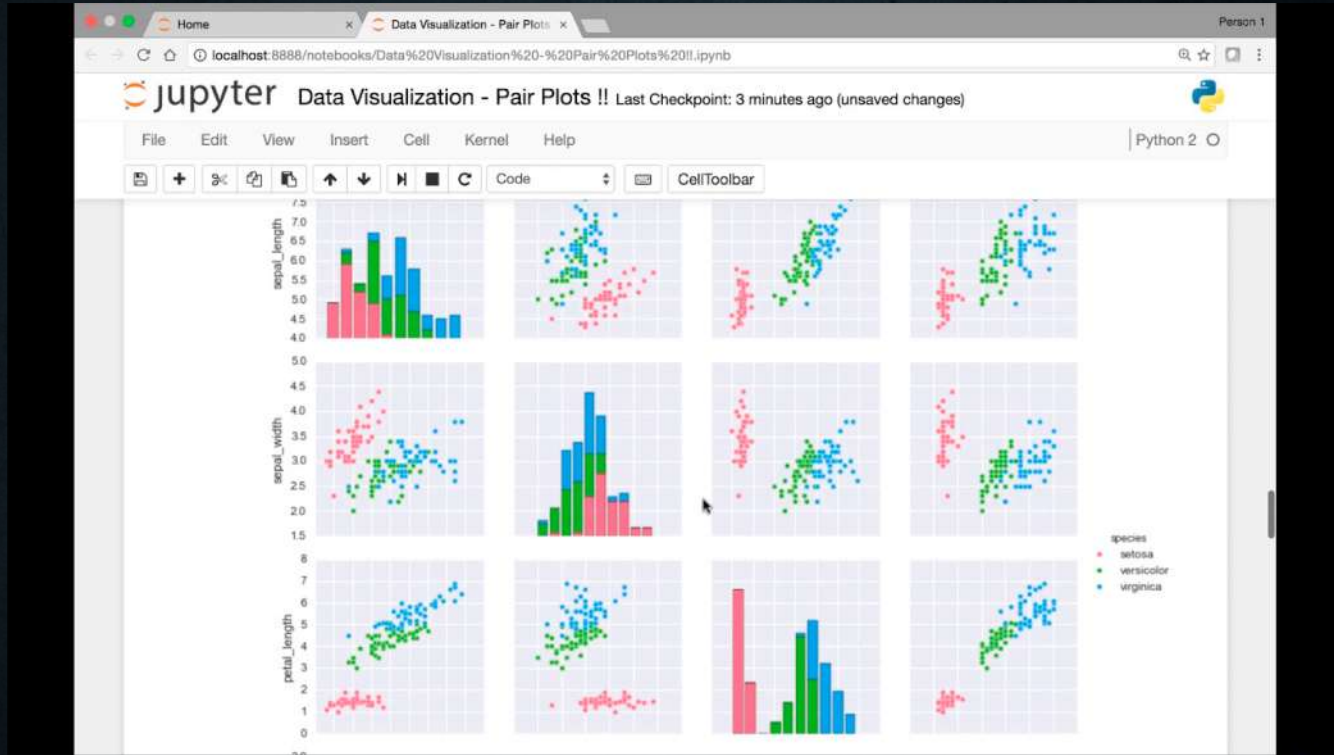 Home
Data Visualization - Pair Plots
Person 1
localhost:8888/notebooks/Data%20Visualization%20-%20Pair%20Plots%20!!.ipynb
jupyter Data Visualization - Pair Plots !! Last Checkpoint: 3 minutes ago (unsaved changes)
File Edit View Insert Cell Kernel Help
Python 2
Code
CellToolbar
7.5
7.0
6.5
6.0
5.5
5.0
4.5
4.0
sepal_length
5.0
4.5
4.0
3.5
3.0
2.5
2.0
1.5
sepal_width
species
setosa
versicolor
virginica
8
7
6
5
4
3
2
1
0
petal_length